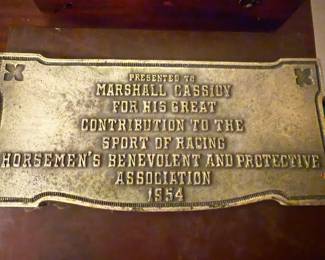 PRESENTED TO
MARSHALL CASSIDY
FOR HIS GREAT
CONTRIBUTION TO THE
SPORT OF RACING
HORSEMEN'S BENEVOLENT AND PROTECTIVE
ASSOCIATION
1954